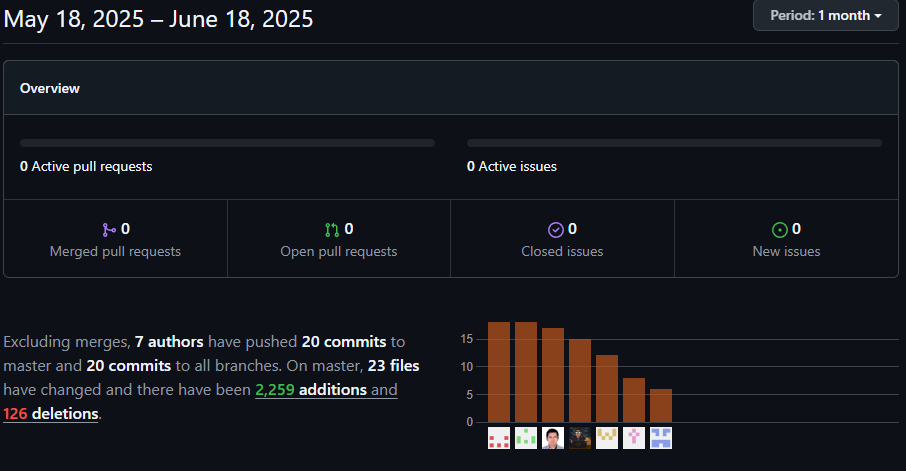 May 18, 2025 – June 18, 2025
Period: 1 month
Overview
0 Active pull requests
0 Active issues
0
Merged pull requests
0
Open pull requests
0
Closed issues
0
New issues
Excluding merges, 7 authors have pushed 20 commits to
master and 20 commits to all branches. On master, 23 files
have changed and there have been 2,259 additions and
126 deletions.
15
10
5
0